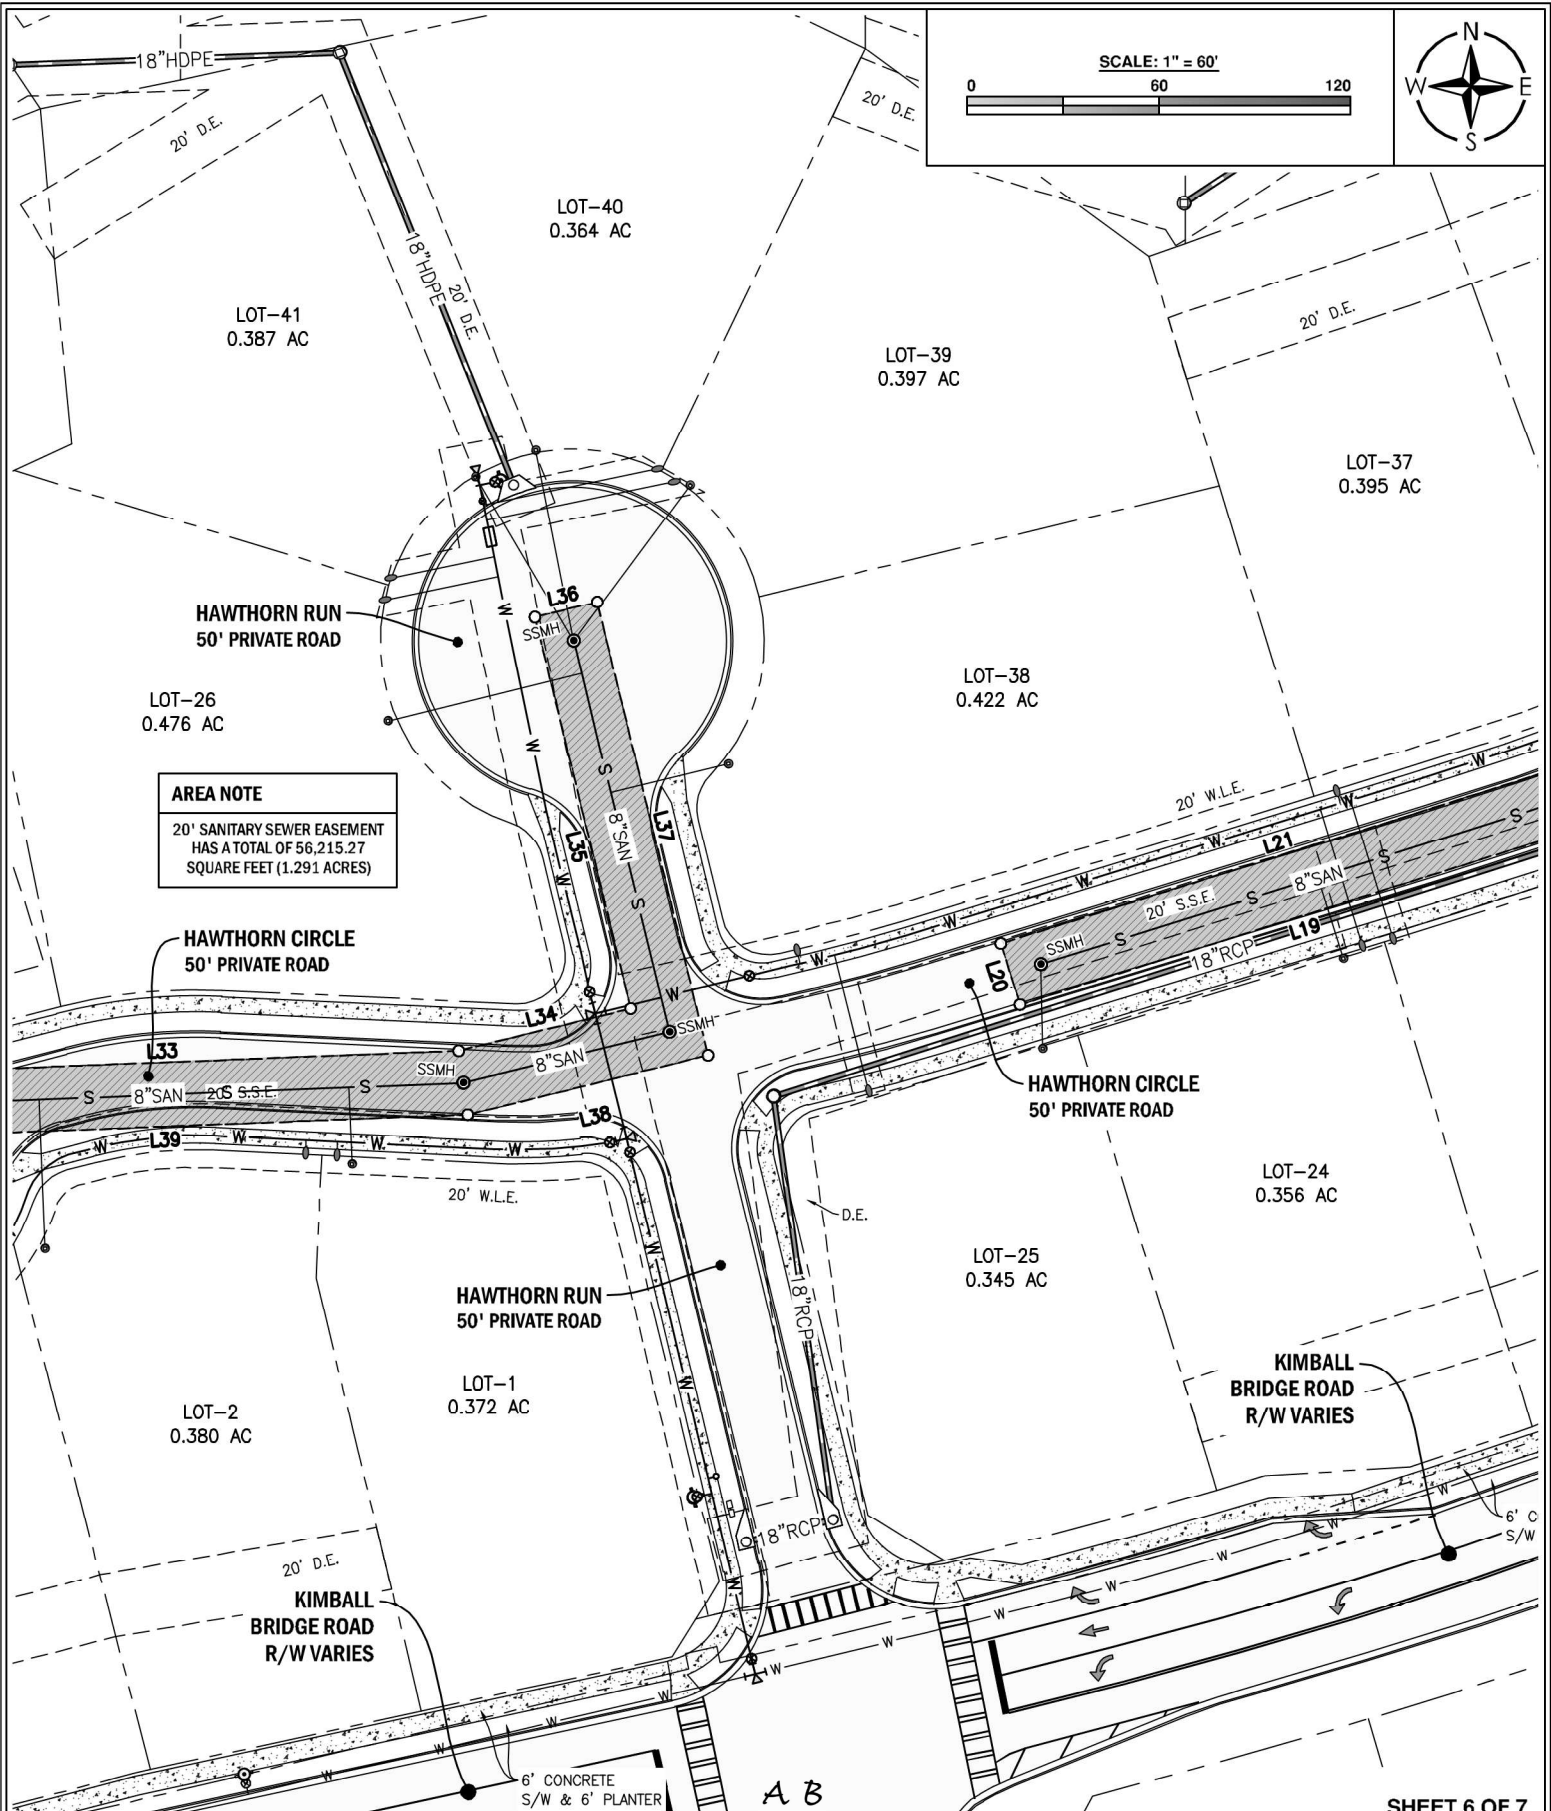 SCALE: 1" = 60'
0 60 120
N
W E
S
18"HDPE
20' D.E.
20' D.E.
LOT-40
0.364 AC
18"HDPE
20' D.E.
LOT-41
0.387 AC
20' D.E.
LOT-39
0.397 AC
LOT-37
0.395 AC
L36
SSMH
HAWTHORN RUN
50' PRIVATE ROAD
W
LOT-26
0.476 AC
LOT-38
0.422 AC
W
S
W
AREA NOTE
20' SANITARY SEWER EASEMENT
HAS A TOTAL OF 56,215.27
SQUARE FEET (1.291 ACRES)
20' W.L.E.
W
S
L35
8"SAN
L37
W
L21
W
S
8"SAN
W
S
20' S.S.E.
S
W
L19
HAWTHORN CIRCLE
50' PRIVATE ROAD
SSMH
S
18"RCP
W
L20
W
L34
SSMH
L33
8"SAN
SSMH
S
8"SAN
20' S.S.E.
S
S
HAWTHORN CIRCLE
50' PRIVATE ROAD
L38
W
L39
W
W
W
20' W.L.E.
D.E.
LOT-24
0.356 AC
W
LOT-25
0.345 AC
HAWTHORN RUN
50' PRIVATE ROAD
18"RCP
KIMBALL
BRIDGE ROAD
R/W VARIES
LOT-1
0.372 AC
W
LOT-2
0.380 AC
W
6' C
S/W
18"RCP
W
20' D.E.
W
W
W
KIMBALL
BRIDGE ROAD
R/W VARIES
W
W
W
W
W
W
W
6' CONCRETE
S/W & 6' PLANTER
A B
SHEET 6 OF 7